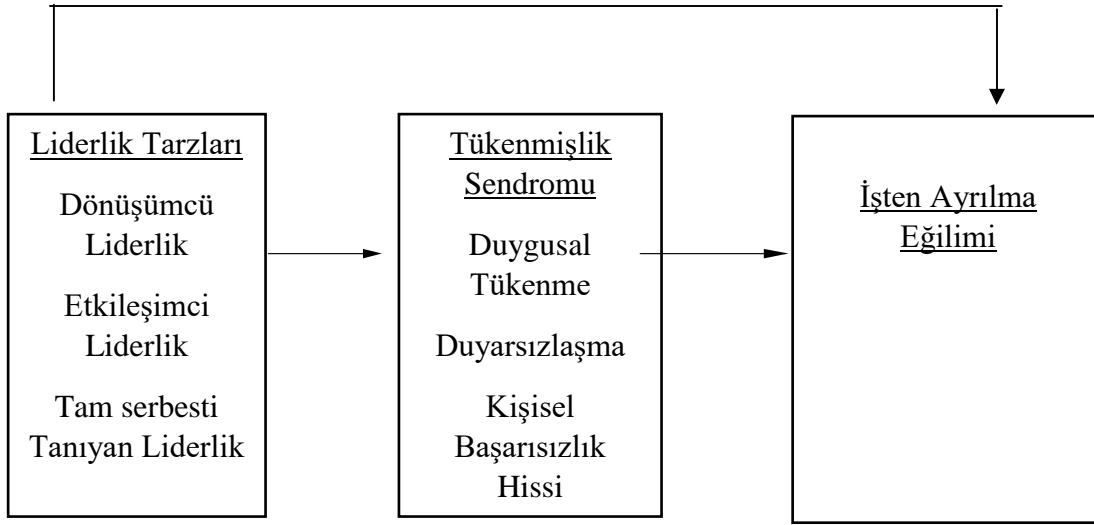 Liderlik Tarzları
Dönüşümcü
Liderlik
Etkileşimci
Liderlik
Tam serbesti
Tanıyan Liderlik
Tükenmişlik
Sendromu
Duygusal
Tükenme
Duyarsızlaşma
Kişisel
Başarısızlık
Hissi
İşten Ayrılma
Eğilimi